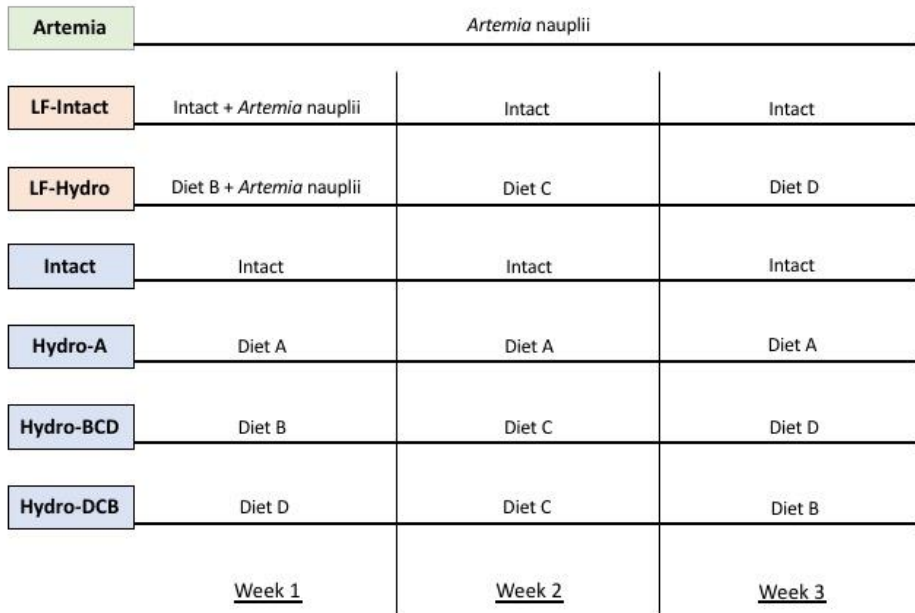 Artemia Artemia nauplii
LF-Intact Intact + Artemia nauplii Intact Intact
LF-Hydro Diet B + Artemia nauplii Diet C Diet D
Intact Intact Intact Intact
Hydro-A Diet A Diet A Diet A
Hydro-BCD Diet B Diet C Diet D
Hydro-DCB Diet D Diet C Diet B
Week 1 Week 2 Week 3